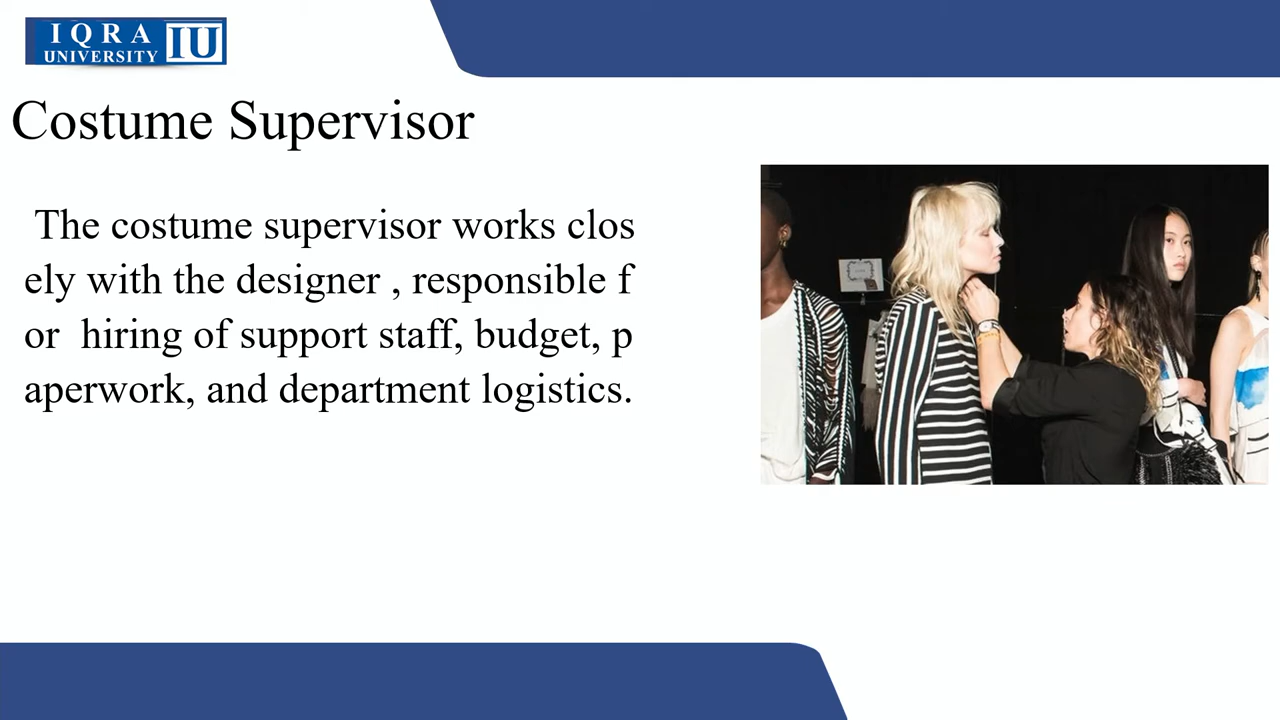 IQRA
UNIVERSITY IU
Costume Supervisor
The costume supervisor works clos
ely with the designer , responsible f
or  hiring of support staff, budget, p
aperwork, and department logistics.